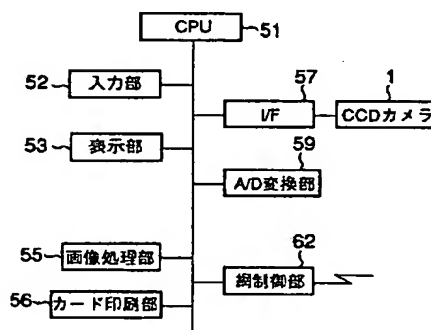 CPU 51
52 入力部
57 I/F
1 CCDカメラ
53 表示部
59 A/D変換部
55 画像処理部
62 網制御部
56 カード印刷部